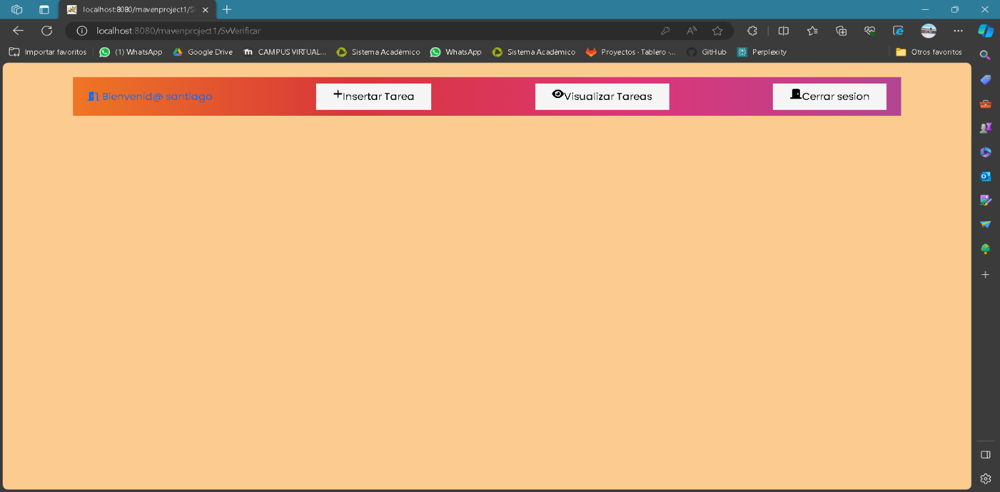 localhost:8080/mavenproject1/Sv
localhost:8080/mavenproject1/SvVerificar
Importar favoritos (1) WhatsApp Google Drive CAMPUS VIRTUAL... Sistema Académico WhatsApp Sistema Académico Proyectos · Tablero ·... GitHub Perplexity Otros favoritos
Bienvenid@ santiago Insertar Tarea Visualizar Tareas Cerrar sesion